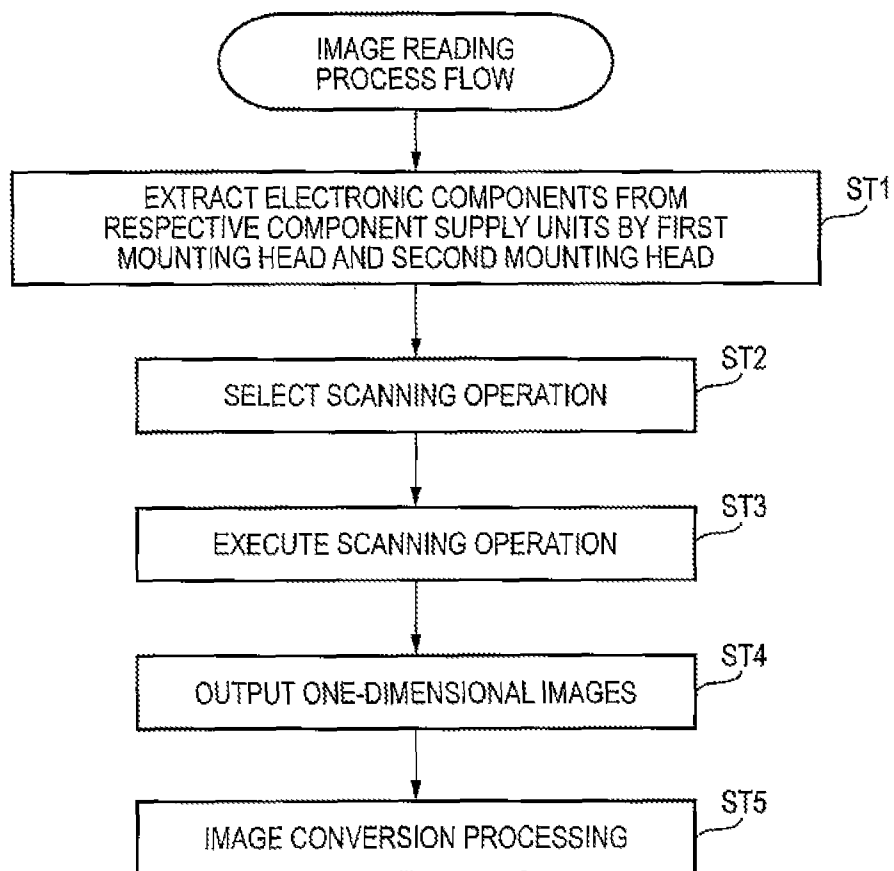 IMAGE READING
PROCESS FLOW
EXTRACT ELECTRONIC COMPONENTS FROM
RESPECTIVE COMPONENT SUPPLY UNITS BY FIRST
MOUNTING HEAD AND SECOND MOUNTING HEAD
ST1
SELECT SCANNING OPERATION
ST2
EXECUTE SCANNING OPERATION
ST3
OUTPUT ONE-DIMENSIONAL IMAGES
ST4
IMAGE CONVERSION PROCESSING
ST5